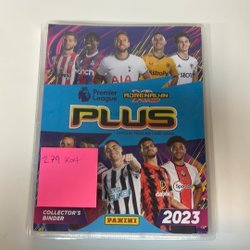 Premier
League
ADRENALYN
XL
PLUS
279 kort
COLLECTOR'S
BINDER
PANINI
2023